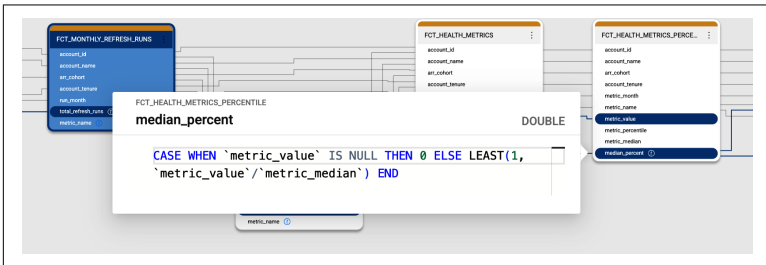 FCT_MONTHLY_REFRESH_RUNS
account_id
account_name
arr_cohort
account_tenure
run_month
total_refresh_runs
metric_name
FCT_HEALTH_METRICS
account_id
account_name
arr_cohort
account_tenure
FCT_HEALTH_METRICS_PERCE...
account_id
account_name
arr_cohort
account_tenure
metric_month
metric_name
metric_value
metric_percentile
metric_median
median_percent
FCT_HEALTH_METRICS_PERCENTILE
median_percent
DOUBLE
CASE WHEN `metric_value` IS NULL THEN 0 ELSE LEAST(1,
`metric_value`/`metric_median`) END
metric_name